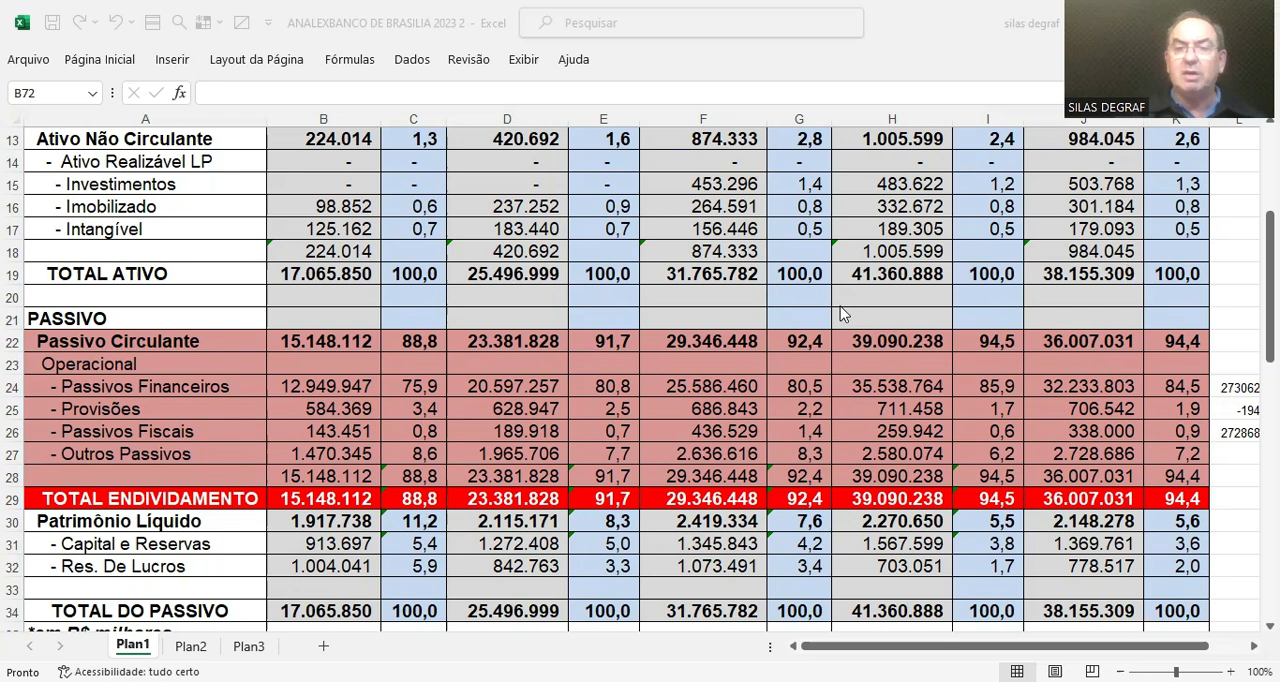 ANALEXBANCO DE BRASILIA 2023 2 - Excel
Pesquisar
silas degraf
Arquivo Página Inicial Inserir Layout da Página Fórmulas Dados Revisão Exibir Ajuda
B72 fx
SILAS DEGRAF
A B C D E F G H I J K L
13 Ativo Não Circulante 224.014 1,3 420.692 1,6 874.333 2,8 1.005.599 2,4 984.045 2,6
14 - Ativo Realizável LP - - - - - - - - - -
15 - Investimentos - - - - 453.296 1,4 483.622 1,2 503.768 1,3
16 - Imobilizado 98.852 0,6 237.252 0,9 264.591 0,8 332.672 0,8 301.184 0,8
17 - Intangível 125.162 0,7 183.440 0,7 156.446 0,5 189.305 0,5 179.093 0,5
18 224.014 420.692 874.333 1.005.599 984.045
19 TOTAL ATIVO 17.065.850 100,0 25.496.999 100,0 31.765.782 100,0 41.360.888 100,0 38.155.309 100,0
20
21 PASSIVO
22 Passivo Circulante 15.148.112 88,8 23.381.828 91,7 29.346.448 92,4 39.090.238 94,5 36.007.031 94,4
23 Operacional
24 - Passivos Financeiros 12.949.947 75,9 20.597.257 80,8 25.586.460 80,5 35.538.764 85,9 32.233.803 84,5 273062
25 - Provisões 584.369 3,4 628.947 2,5 686.843 2,2 711.458 1,7 706.542 1,9 -194
26 - Passivos Fiscais 143.451 0,8 189.918 0,7 436.529 1,4 259.942 0,6 338.000 0,9 272868
27 - Outros Passivos 1.470.345 8,6 1.965.706 7,7 2.636.616 8,3 2.580.074 6,2 2.728.686 7,2
28 15.148.112 88,8 23.381.828 91,7 29.346.448 92,4 39.090.238 94,5 36.007.031 94,4
29 TOTAL ENDIVIDAMENTO 15.148.112 88,8 23.381.828 91,7 29.346.448 92,4 39.090.238 94,5 36.007.031 94,4
30 Patrimônio Líquido 1.917.738 11,2 2.115.171 8,3 2.419.334 7,6 2.270.650 5,5 2.148.278 5,6
31 - Capital e Reservas 913.697 5,4 1.272.408 5,0 1.345.843 4,2 1.567.599 3,8 1.369.761 3,6
32 - Res. De Lucros 1.004.041 5,9 842.763 3,3 1.073.491 3,4 703.051 1,7 778.517 2,0
33
34 TOTAL DO PASSIVO 17.065.850 100,0 25.496.999 100,0 31.765.782 100,0 41.360.888 100,0 38.155.309 100,0
*em R$ milhares
Plan1 Plan2 Plan3
Pronto Acessibilidade: tudo certo 100%